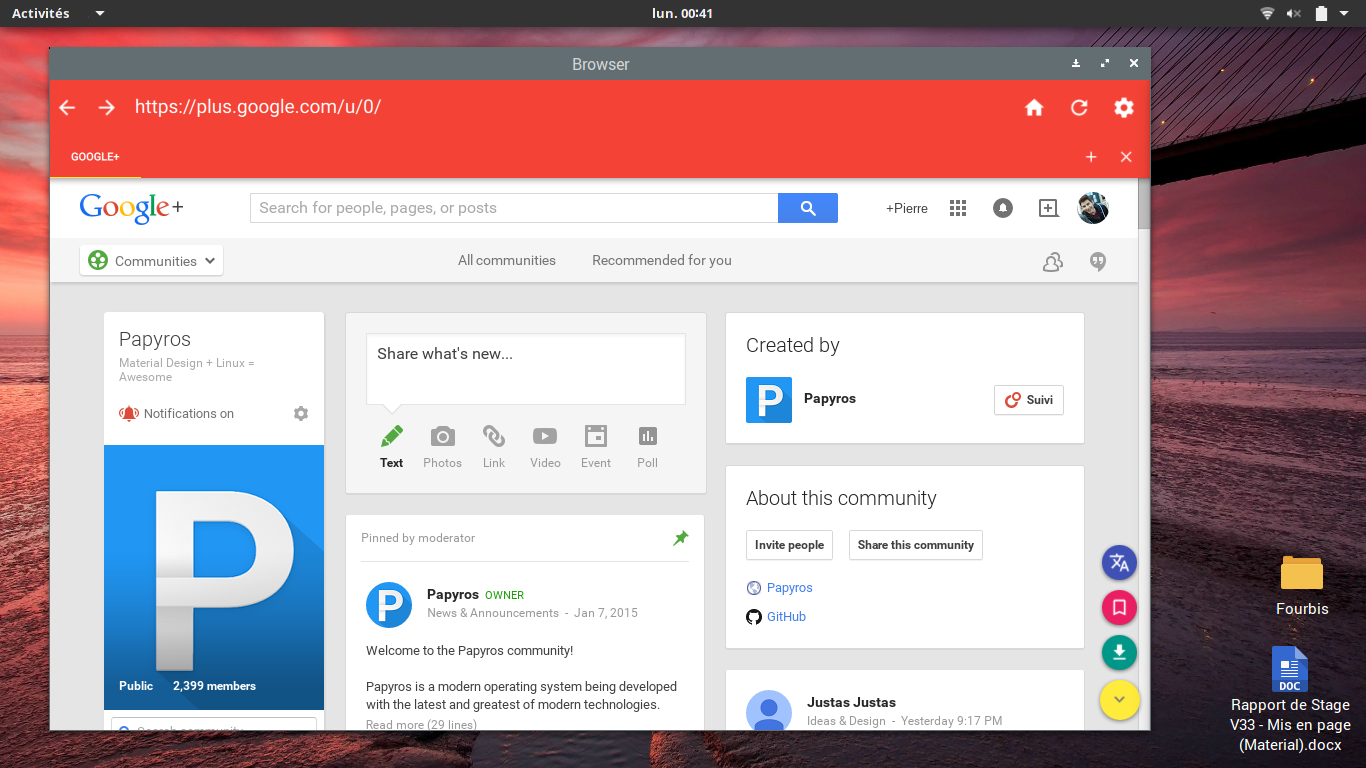 Activités
lun. 00:41
Browser
https://plus.google.com/u/0/
GOOGLE+
Google+
Search for people, pages, or posts
+Pierre
Communities
All communities
Recommended for you
Papyros
Material Design + Linux =
Awesome
Notifications on
P
Public
2,399 members
Search community
Share what's new...
Text
Photos
Link
Video
Event
Poll
Pinned by moderator
P
Papyros OWNER
News & Announcements - Jan 7, 2015
Welcome to the Papyros community!
Papyros is a modern operating system being developed
with the latest and greatest of modern technologies.
Read more (29 lines)
Created by
P
Papyros
Suivi
About this community
Invite people
Share this community
Papyros
GitHub
Justas Justas
Ideas & Design - Yesterday 9:17 PM
Fourbis
DOC
Rapport de Stage
V33 - Mis en page
(Material).docx